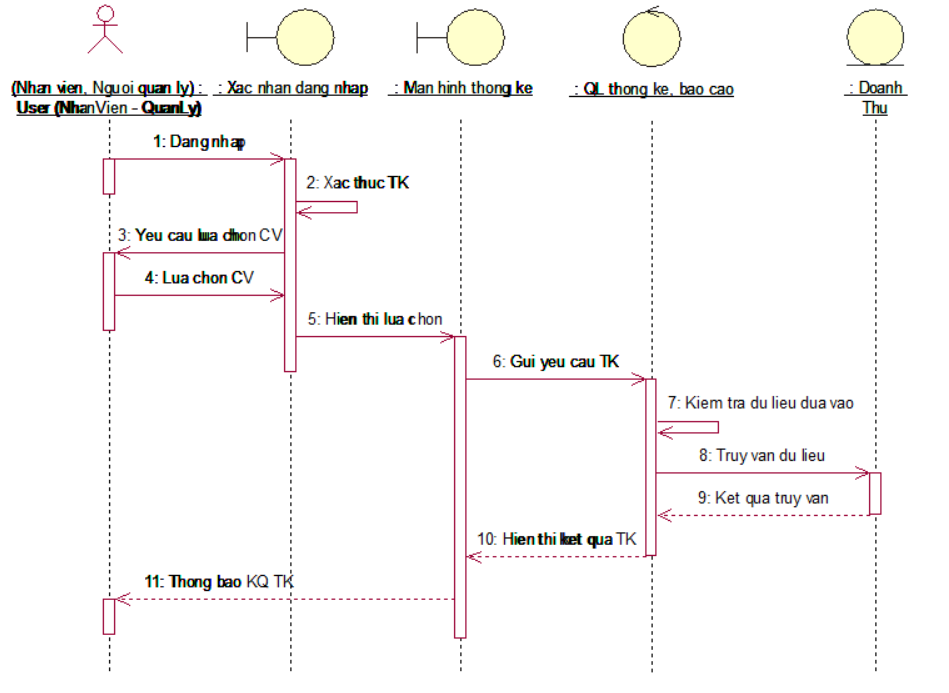 (Nhan vien, Nguoi quan ly) :
User (NhanVien - QuanLy)
: Xac nhan dang nhap
: Man hinh thong ke
: QL thong ke, bao cao
: Doanh
Thu
1: Dang nhap
2: Xac thuc TK
3: Yeu cau lua chon CV
4: Lua chon CV
5: Hien thi lua chon
6: Gui yeu cau TK
7: Kiem tra du lieu dua vao
8: Truy van du lieu
9: Ket qua truy van
10: Hien thi ket qua TK
11: Thong bao KQ TK